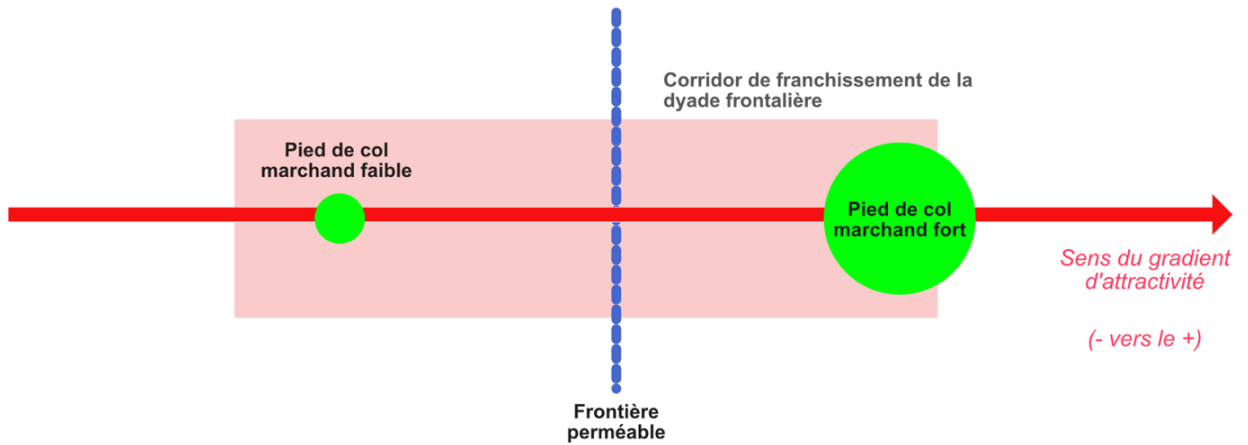 Corridor de franchissement de la
dyade frontalière
Pied de col
marchand faible
Pied de col
marchand fort
Sens du gradient
d'attractivité
(- vers le +)
Frontière
perméable